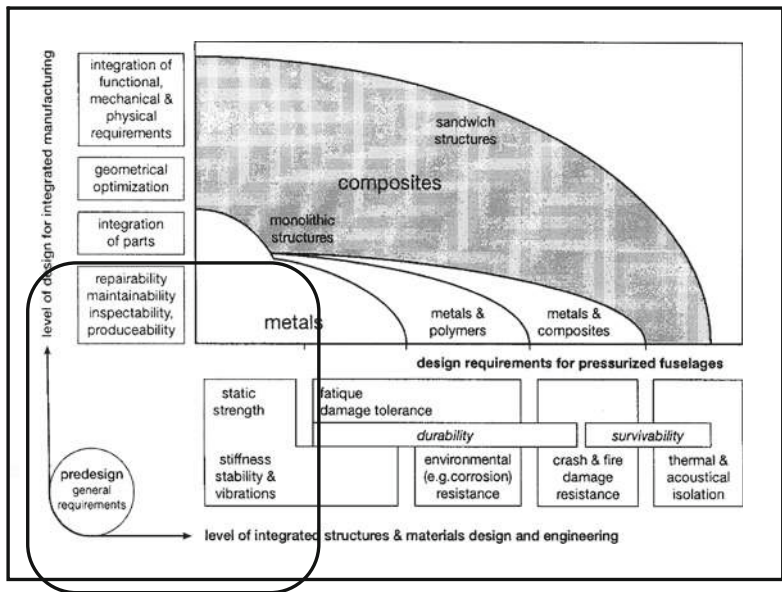 level of design for integrated manufacturing
integration of
functional,
mechanical &
physical
requirements
geometrical
optimization
integration
of parts
repairability
maintainability
inspectability,
produceability
sandwich
structures
composites
monolithic
structures
metals
metals &
polymers
metals &
composites
design requirements for pressurized fuselages
static
strength
fatique
damage tolerance
durability
survivability
stiffness
stability &
vibrations
environmental
(e.g.corrosion)
resistance
crash & fire
damage
resistance
thermal &
acoustical
isolation
predesign
general
requirements
level of integrated structures & materials design and engineering